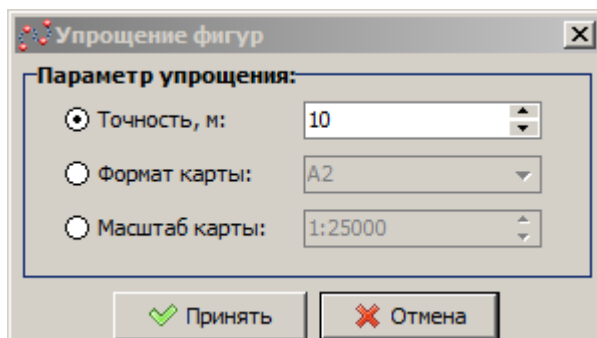 Упрощение фигур
Параметр упрощения:
Точность, м: 10
Формат карты: A2
Масштаб карты: 1:25000
Принять Отмена